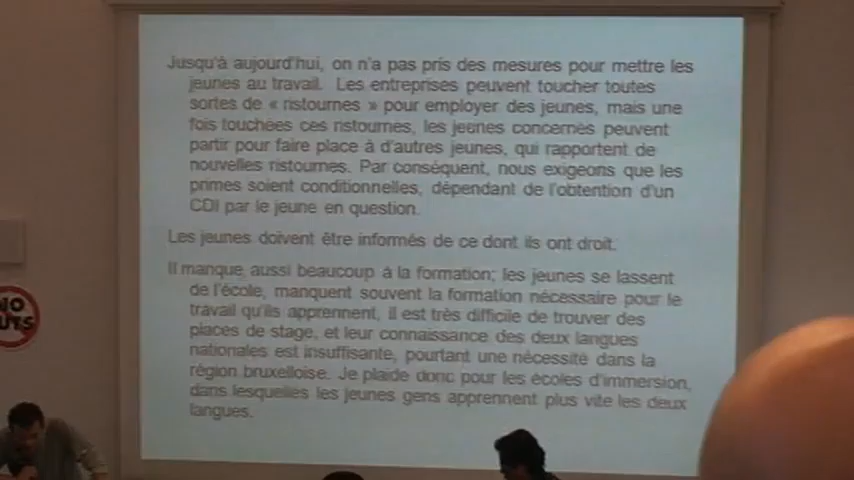 Jusqu'à aujourd'hui, on n'a pas pris des mesures pour mettre les
jeunes au travail. Les entreprises peuvent toucher toutes
sortes de « ristournes » pour employer des jeunes, mais une
fois touchées ces ristournes, les jeunes concernés peuvent
partir pour faire place à d'autres jeunes, qui rapportent de
nouvelles ristournes. Par conséquent, nous exigeons que les
primes soient conditionnelles, dépendant de l'obtention d'un
CDI par le jeune en question.
Les jeunes doivent être informés de ce dont ils ont droit.
Il manque aussi beaucoup à la formation; les jeunes se lassent
de l'école, manquent souvent la formation nécessaire pour le
travail qu'ils apprennent, il est très difficile de trouver des
places de stage, et leur connaissance des deux langues
nationales est insuffisante, pourtant une nécessité dans la
région bruxelloise. Je plaide donc pour les écoles d'immersion,
dans lesquelles les jeunes gens apprennent plus vite les deux
langues.
NO
UTS